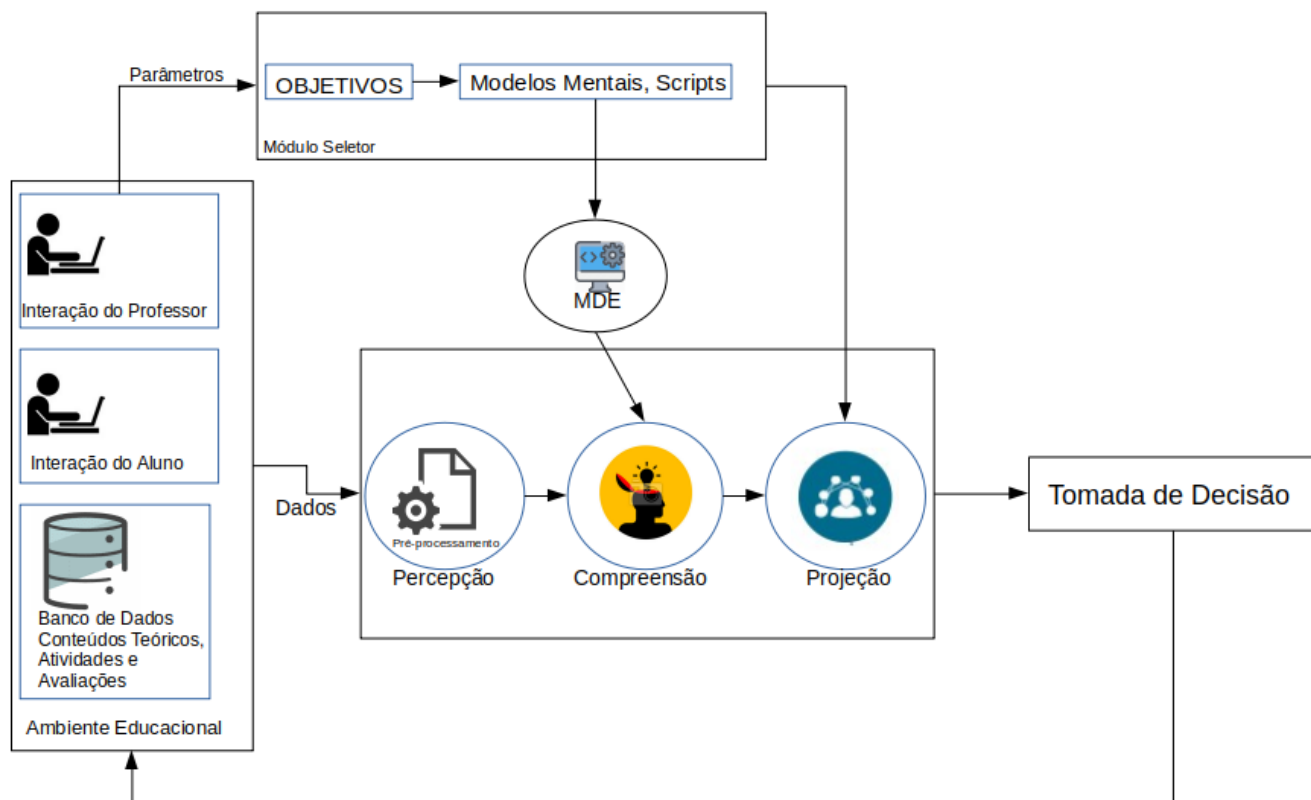 Parâmetros
OBJETIVOS
Modelos Mentais, Scripts
Módulo Seletor
Interação do Professor
MDE
Interação do Aluno
Dados
Pré-processamento
Percepção
Compreensão
Projeção
Tomada de Decisão
Banco de Dados
Conteúdos Teóricos,
Atividades e
Avaliações
Ambiente Educacional